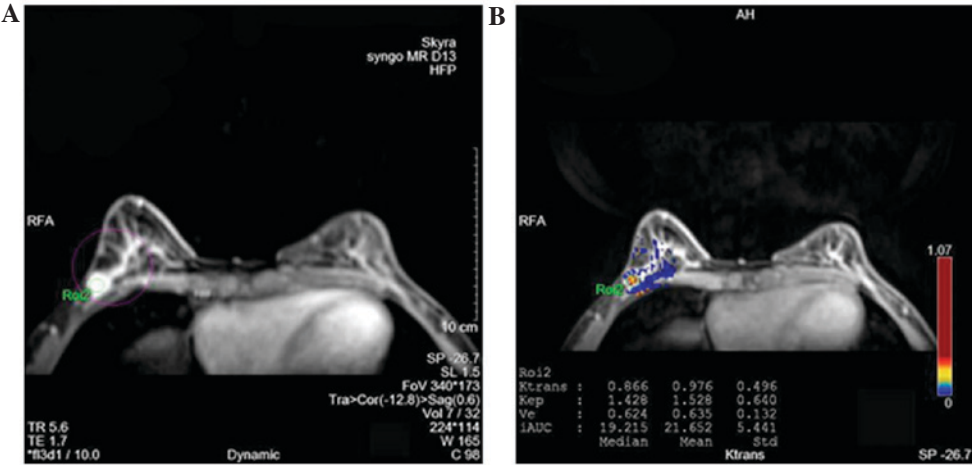 A
Skyra
syngo MR D13
HFP
RFA
Roi2
10 cm
SP -26.7
SL 1.5
FoV 340*173
Tra>Cor(-12.8)>Sag(0.6)
Vol 7 / 32
224*114
W 165
C 98
TR 5.6
TE 1.7
*fl3d1 / 10.0
Dynamic
B
AH
RFA
Roi2
1.07
0
Roi2
Ktrans : 0.866 0.976 0.496
Kep : 1.428 1.528 0.640
Ve : 0.624 0.635 0.132
iAUC : 19.215 21.652 5.441
Median Mean Std
Ktrans
SP -26.7